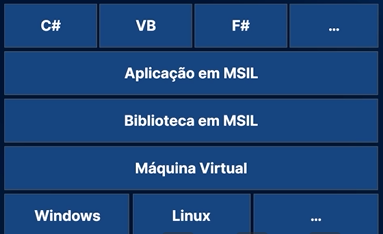 C# VB F# ...
Aplicação em MSIL
Biblioteca em MSIL
Máquina Virtual
Windows Linux ...